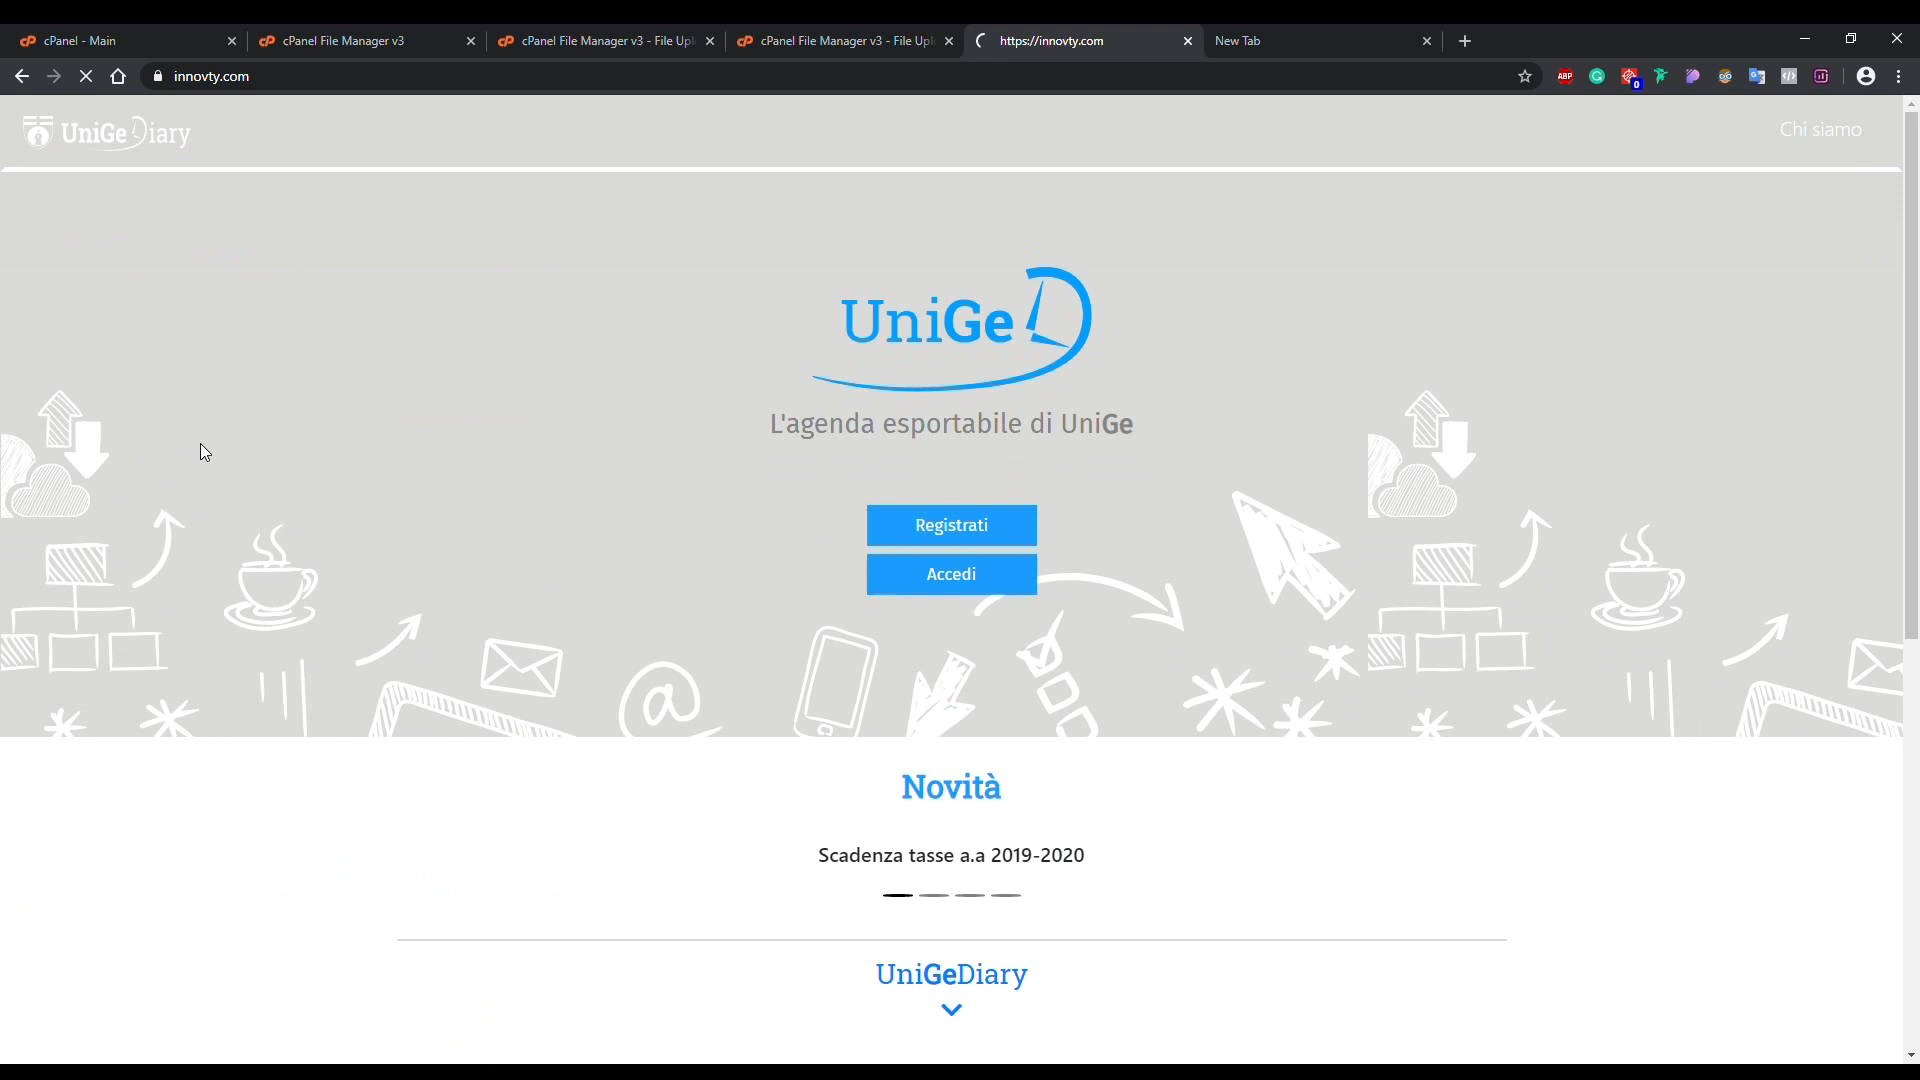 cPanel - Main
cPanel File Manager v3
cPanel File Manager v3 - File Upl
cPanel File Manager v3 - File Upl
https://innovty.com
New Tab
innovty.com
ABP
0
UniGe Diary
Chi siamo
UniGe D
L'agenda esportabile di UniGe
Registrati
Accedi
@
Novità
Scadenza tasse a.a 2019-2020
UniGeDiary